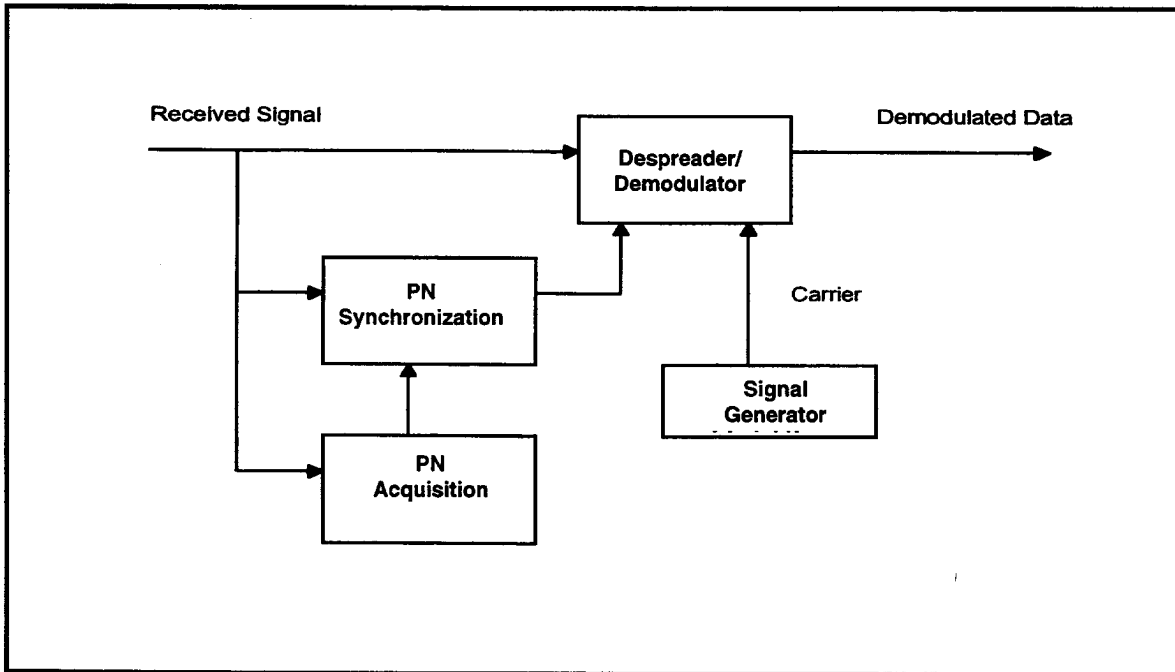 Received Signal
Demodulated Data
Despreader/
Demodulator
PN
Synchronization
Carrier
Signal
Generator
PN
Acquisition